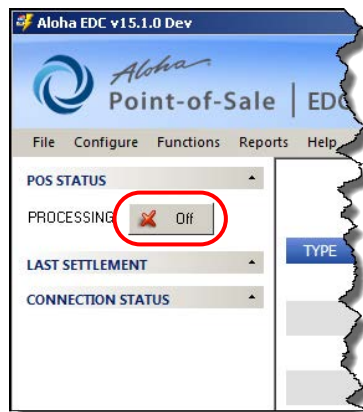 Aloha EDC v15.1.0 Dev
Aloha
Point-of-Sale | EDC
File Configure Functions Reports Help
POS STATUS
PROCESSING Off
TYPE
LAST SETTLEMENT
CONNECTION STATUS